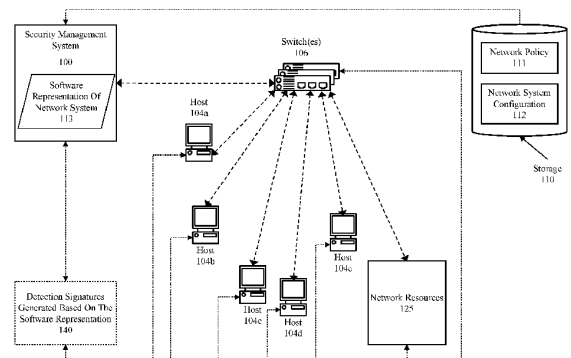 Security Management
System
100
Software
Representation Of
Network System
113
Switch(es)
106
Network Policy
111
Network System
Configuration
112
Storage
110
Host
104a
Host
104b
Host
104c
Host
104d
Host
104e
Network Resources
125
Detection Signatures
Generated Based On The
Software Representation
140